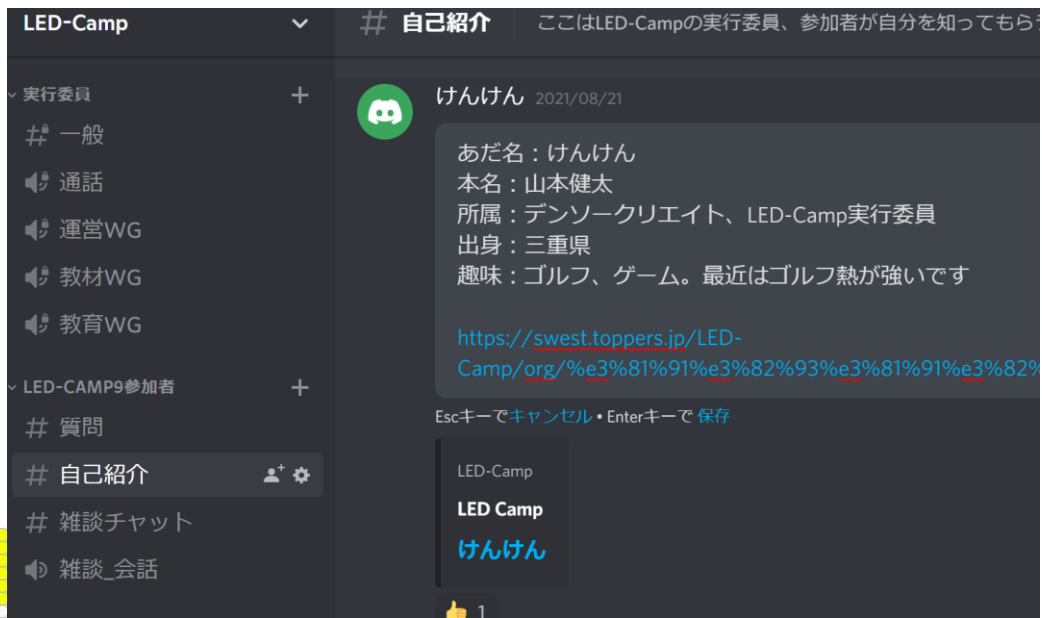 LED-Camp
実行委員
一般
通話
運営WG
教材WG
教育WG
LED-CAMP9参加者
質問
自己紹介
雑談チャット
雑談_会話
# 自己紹介 ここはLED-Campの実行委員、参加者が自分を知ってもらう
けんけん 2021/08/21
あだ名：けんけん
本名：山本健太
所属：デンソークリエイト、LED-Camp実行委員
出身：三重県
趣味：ゴルフ、ゲーム。最近はゴルフ熱が強いです
https://swest.toppers.jp/LED-
Camp/org/%e3%81%91%e3%82%93%e3%81%91%e3%82%
Escキーでキャンセル • Enterキーで 保存
LED-Camp
LED Camp
けんけん
👍 1